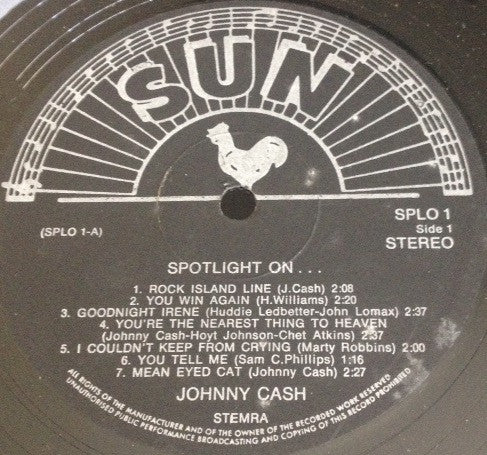 SUN
SPLO 1
Side 1
(SPLO 1-A)
STEREO
SPOTLIGHT ON . . .
1. ROCK ISLAND LINE (J.Cash) 2:08
2. YOU WIN AGAIN (H.Williams) 2:20
3. GOODNIGHT IRENE (Huddie Ledbetter-John Lomax) 2:37
4. YOU'RE THE NEAREST THING TO HEAVEN
(Johnny Cash-Hoyt Johnson-Chet Atkins) 2:38
5. I COULDN'T KEEP FROM CRYING (Marty Robbins) 2:00
6. YOU TELL ME (Sam C.Phillips) 1:16
7. MEAN EYED CAT (Johnny Cash) 2:27
JOHNNY CASH
STEMRA
ALL RIGHTS OF THE MANUFACTURER AND OF THE OWNER OF THE RECORDED WORK RESERVED
UNAUTHORISED PUBLIC PERFORMANCE BROADCASTING AND COPYING OF THIS RECORD PROHIBITED